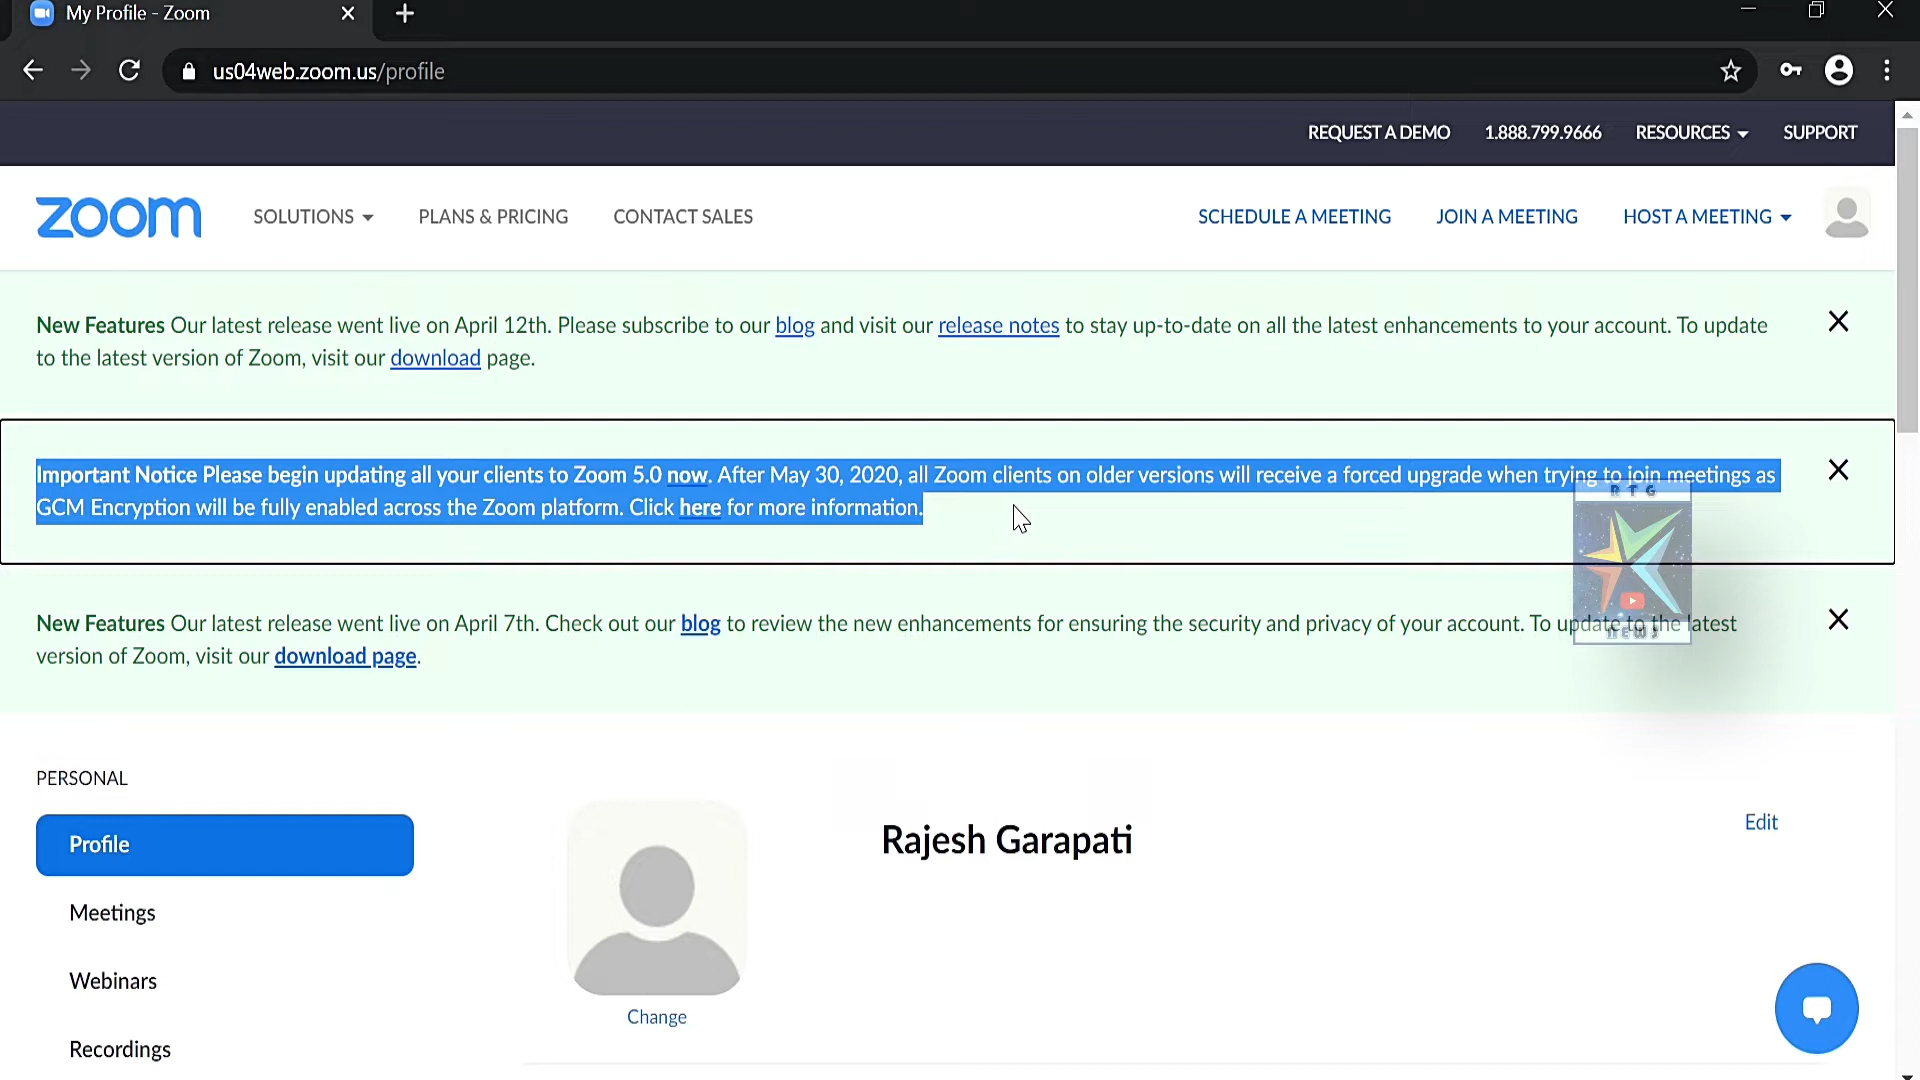 My Profile - Zoom
us04web.zoom.us/profile
REQUEST A DEMO 1.888.799.9666 RESOURCES SUPPORT
zoom SOLUTIONS PLANS & PRICING CONTACT SALES SCHEDULE A MEETING JOIN A MEETING HOST A MEETING
New Features Our latest release went live on April 12th. Please subscribe to our blog and visit our release notes to stay up-to-date on all the latest enhancements to your account. To update
to the latest version of Zoom, visit our download page.
Important Notice Please begin updating all your clients to Zoom 5.0 now. After May 30, 2020, all Zoom clients on older versions will receive a forced upgrade when trying to join meetings as
GCM Encryption will be fully enabled across the Zoom platform. Click here for more information.
RTG
New Features Our latest release went live on April 7th. Check out our blog to review the new enhancements for ensuring the security and privacy of your account. To update to the latest
NEWS
version of Zoom, visit our download page.
PERSONAL
Profile
Rajesh Garapati
Edit
Meetings
Webinars
Change
Recordings